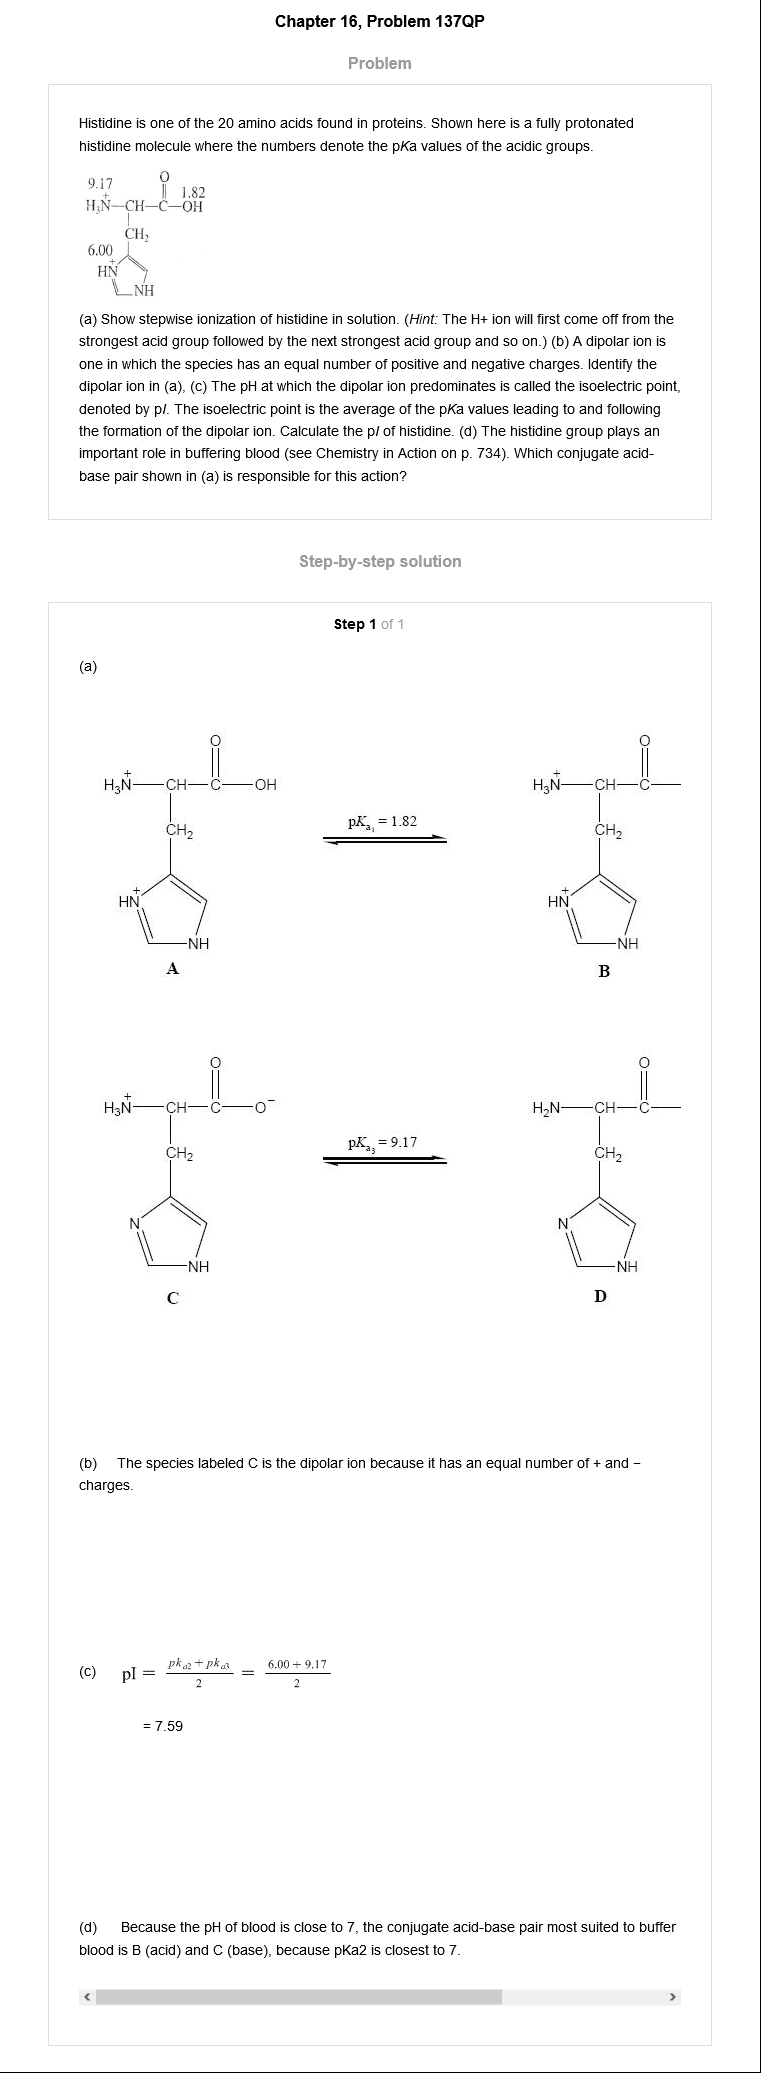 Chapter 16, Problem 137QP
Problem
Histidine is one of the 20 amino acids found in proteins. Shown here is a fully protonated
histidine molecule where the numbers denote the pKa values of the acidic groups.
9.17
O
1.82
H₃N⁺—CH—C—OH
CH₂
6.00
HN⁺
NH
(a) Show stepwise ionization of histidine in solution. (Hint: The H+ ion will first come off from the
strongest acid group followed by the next strongest acid group and so on.) (b) A dipolar ion is
one in which the species has an equal number of positive and negative charges. Identify the
dipolar ion in (a), (c) The pH at which the dipolar ion predominates is called the isoelectric point,
denoted by pI. The isoelectric point is the average of the pKa values leading to and following
the formation of the dipolar ion. Calculate the pI of histidine. (d) The histidine group plays an
important role in buffering blood (see Chemistry in Action on p. 734). Which conjugate acid-
base pair shown in (a) is responsible for this action?
Step-by-step solution
Step 1 of 1
(a)
O O
H₃N⁺—CH—C—OH H₃N⁺—CH—C—
pKa₁ = 1.82
CH₂ CH₂
HN⁺ HN⁺
NH NH
A B
O O
H₃N⁺—CH—C—O⁻ H₂N—CH—C—
pKa₃ = 9.17
CH₂ CH₂
N N
NH NH
C D
(b) The species labeled C is the dipolar ion because it has an equal number of + and −
charges.
(c) pI = (pka2 + pka3)/2 = (6.00 + 9.17)/2
= 7.59
(d) Because the pH of blood is close to 7, the conjugate acid-base pair most suited to buffer
blood is B (acid) and C (base), because pKa2 is closest to 7.